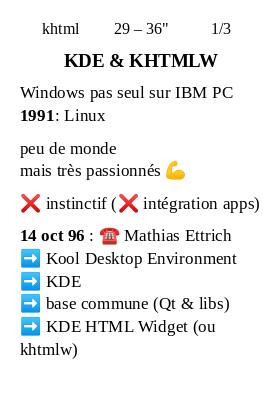 khtml 29 – 36" 1/3
KDE & KHTMLW
Windows pas seul sur IBM PC
1991: Linux
peu de monde
mais très passionnés 💪
❌ instinctif (❌ intégration apps)
14 oct 96 : ☎️ Mathias Ettrich
➡️ Kool Desktop Environment
➡️ KDE
➡️ base commune (Qt & libs)
➡️ KDE HTML Widget (ou
khtmlw)